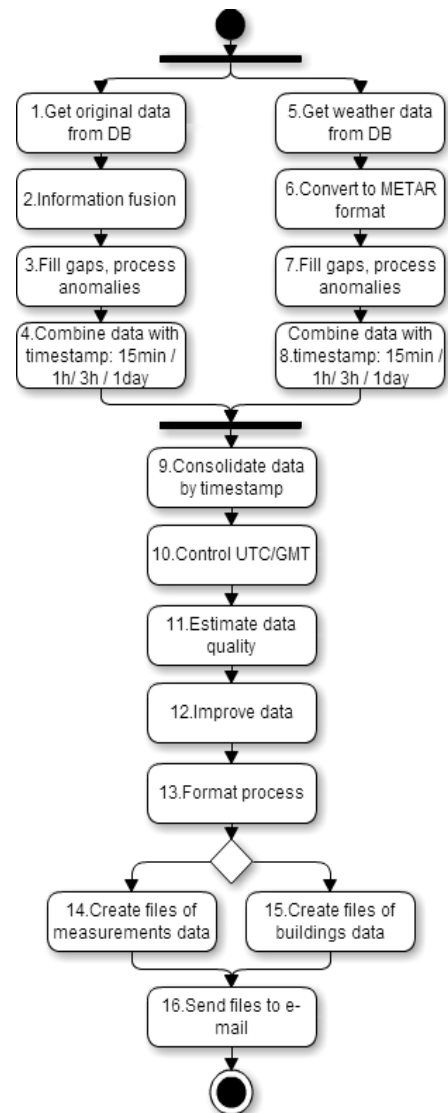 1.Get original data
from DB
2.Information fusion
3.Fill gaps, process
anomalies
4.Combine data with
timestamp: 15min /
1h/ 3h / 1day
5.Get weather data
from DB
6.Convert to METAR
format
7.Fill gaps, process
anomalies
Combine data with
8.timestamp: 15min /
1h/ 3h / 1day
9.Consolidate data
by timestamp
10.Control UTC/GMT
11.Estimate data
quality
12.Improve data
13.Format process
14.Create files of
measurements data
15.Create files of
buildings data
16.Send files to e-
mail